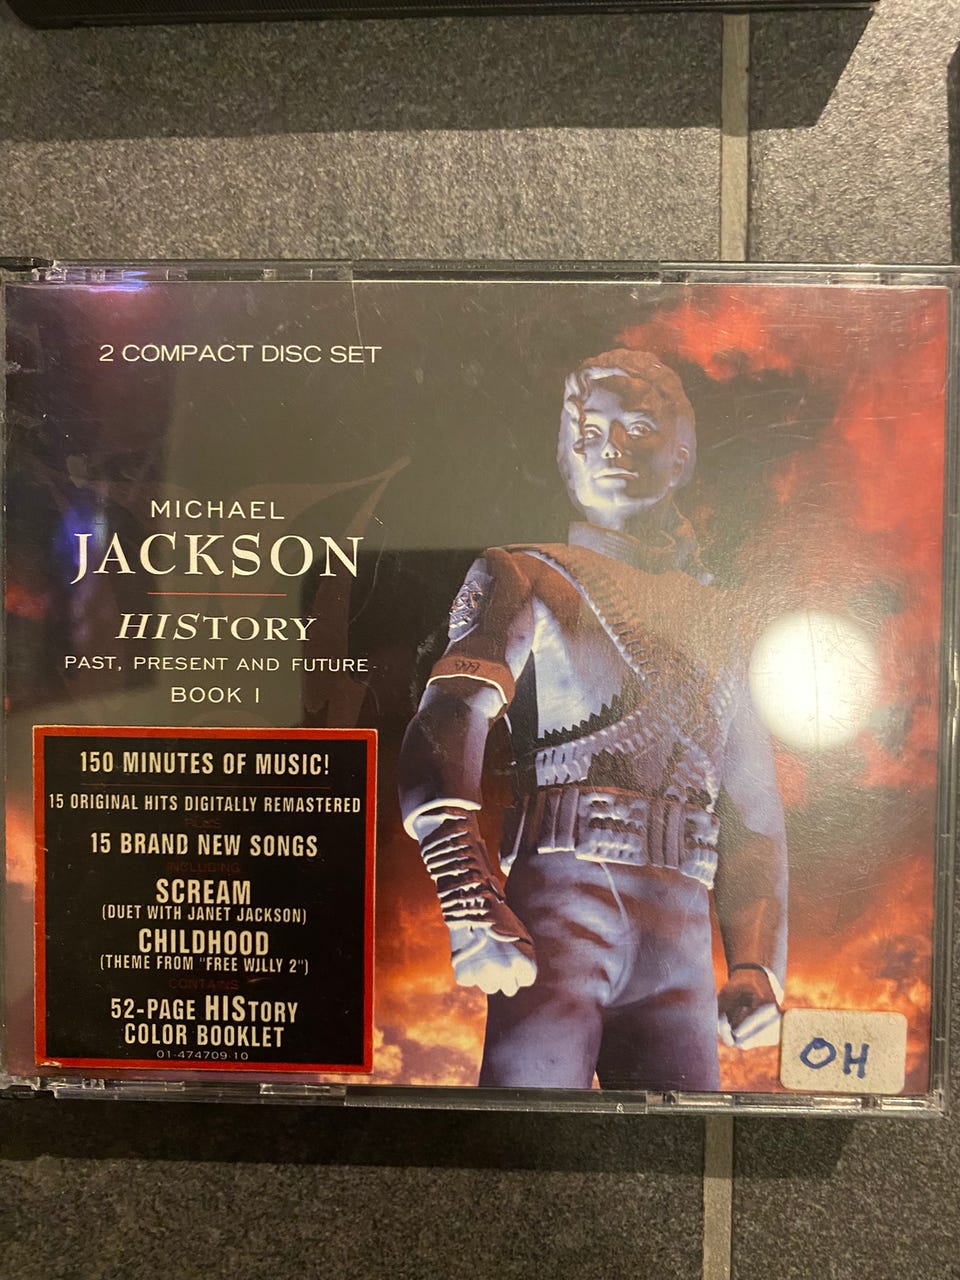 2 COMPACT DISC SET
MICHAEL
JACKSON
HISTORY
PAST, PRESENT AND FUTURE
BOOK I
150 MINUTES OF MUSIC!
15 ORIGINAL HITS DIGITALLY REMASTERED
PLUS
15 BRAND NEW SONGS
INCLUDING
SCREAM
(DUET WITH JANET JACKSON)
CHILDHOOD
(THEME FROM "FREE WILLY 2")
CONTAINS
52-PAGE HISTORY
COLOR BOOKLET
01-474709-10
OH